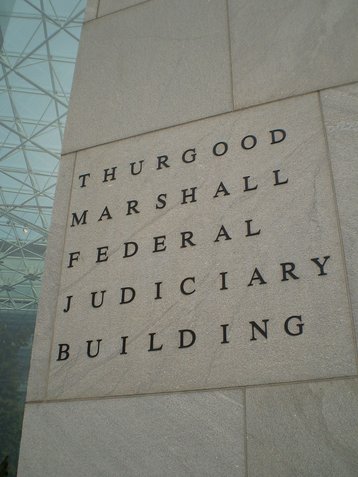 THURGOOD
MARSHALL
FEDERAL
JUDICIARY
BUILDING